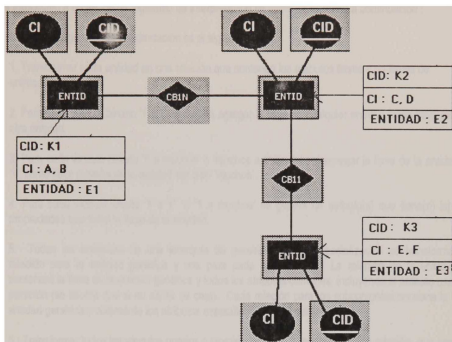 CI
CID
CI
CID
ENTID
CB1N
ENTID
CID: K2
CI : C, D
ENTIDAD : E2
CID: K1
CI : A, B
ENTIDAD : E1
CB11
CID: K3
CI : E, F
ENTIDAD : E3
ENTID
CI
CID